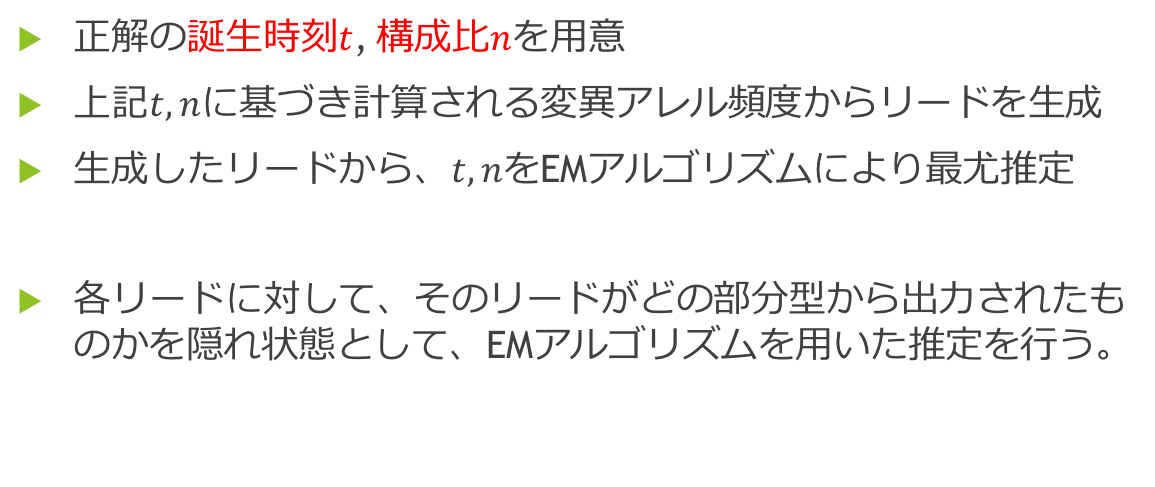 正解の誕生時刻t, 構成比nを用意
上記t, nに基づき計算される変異アレル頻度からリードを生成
生成したリードから、t, nをEMアルゴリズムにより最尤推定
各リードに対して、そのリードがどの部分型から出力されたも
のかを隠れ状態として、EMアルゴリズムを用いた推定を行う。